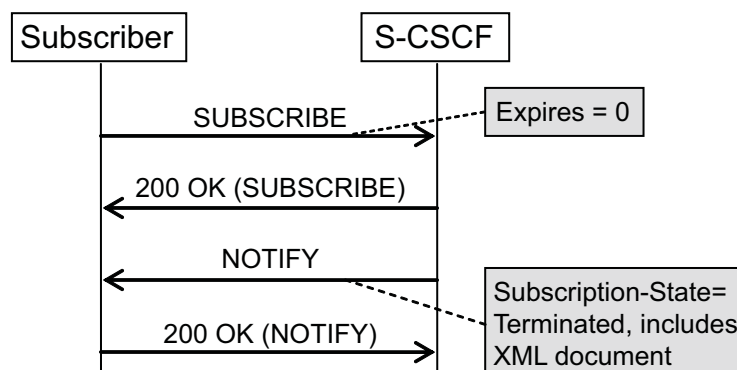 Subscriber
S-CSCF
SUBSCRIBE
Expires = 0
200 OK (SUBSCRIBE)
NOTIFY
Subscription-State=
Terminated, includes
XML document
200 OK (NOTIFY)